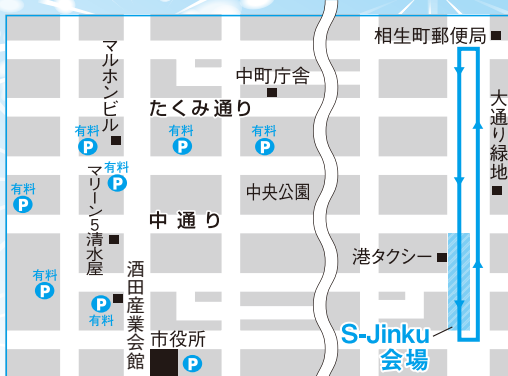 相生町郵便局
マルホンビル
中町庁舎
たくみ通り
大通り緑地
有料
P
有料
P
有料
P
有料
P
有料
P
マリーン5清水屋
中央公園
中通り
港タクシー
酒田産業会館
有料
P
P
有料
市役所
P
S-Jinku
会場